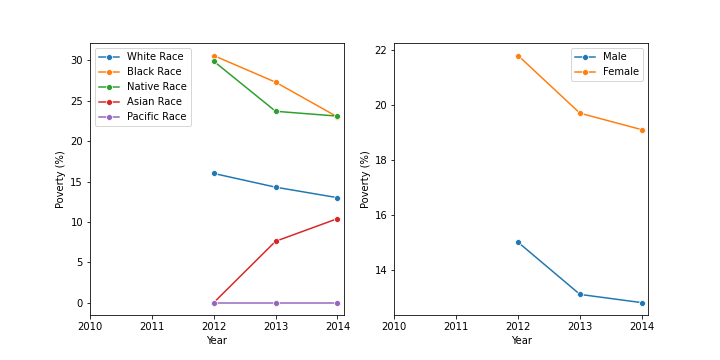 White Race
Black Race
Native Race
Asian Race
Pacific Race
30
25
20
15
10
5
0
Poverty (%)
2010 2011 2012 2013 2014
Year
Male
Female
22
20
18
16
14
Poverty (%)
2010 2011 2012 2013 2014
Year